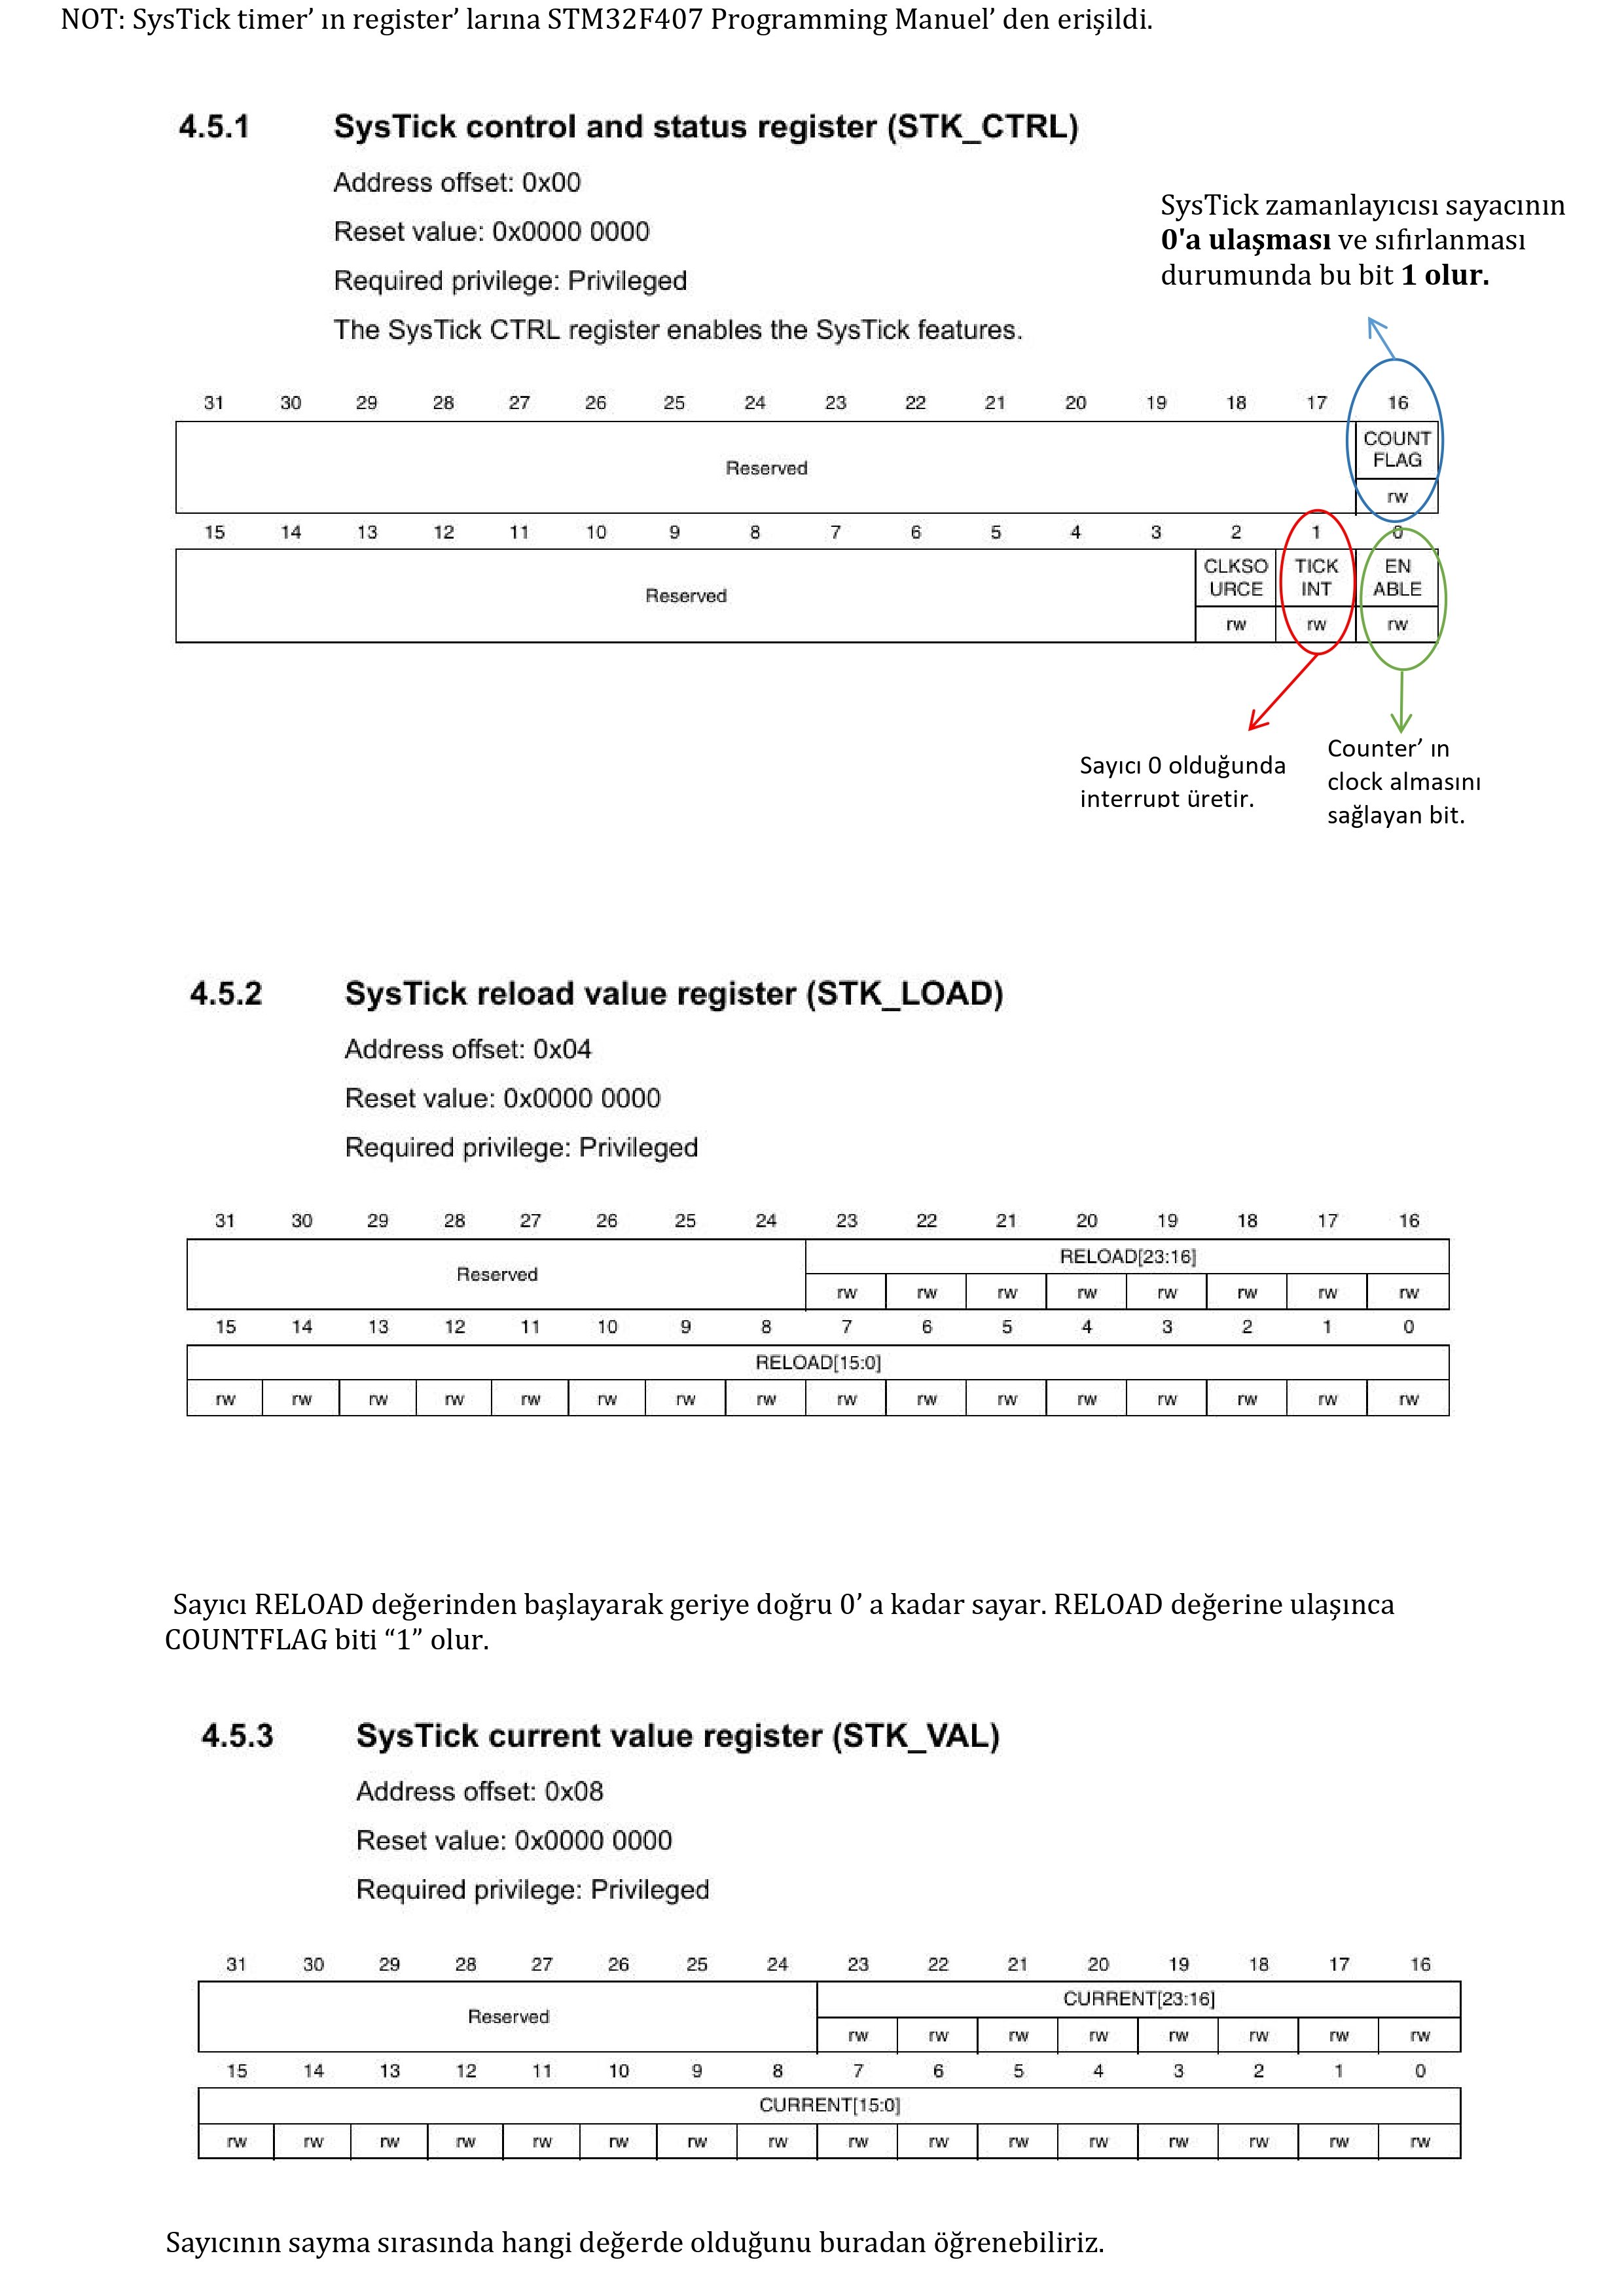 NOT: SysTick timer’ ın register’ larına STM32F407 Programming Manuel’ den erişildi.
4.5.1 SysTick control and status register (STK_CTRL)
Address offset: 0x00
Reset value: 0x0000 0000
Required privilege: Privileged
The SysTick CTRL register enables the SysTick features.
SysTick zamanlayıcısı sayacının
0'a ulaşması ve sıfırlanması
durumunda bu bit 1 olur.
31 30 29 28 27 26 25 24 23 22 21 20 19 18 17 16
Reserved
COUNT
FLAG
rw
15 14 13 12 11 10 9 8 7 6 5 4 3 2 1 0
Reserved
CLKSO
URCE
TICK
INT
EN
ABLE
rw rw rw
Sayıcı 0 olduğunda
interrupt üretir.
Counter’ ın
clock almasını
sağlayan bit.
4.5.2 SysTick reload value register (STK_LOAD)
Address offset: 0x04
Reset value: 0x0000 0000
Required privilege: Privileged
31 30 29 28 27 26 25 24 23 22 21 20 19 18 17 16
Reserved
RELOAD[23:16]
rw rw rw rw rw rw rw rw
15 14 13 12 11 10 9 8 7 6 5 4 3 2 1 0
RELOAD[15:0]
rw rw rw rw rw rw rw rw rw rw rw rw rw rw rw rw
Sayıcı RELOAD değerinden başlayarak geriye doğru 0’ a kadar sayar. RELOAD değerine ulaşınca
COUNTFLAG biti “1” olur.
4.5.3 SysTick current value register (STK_VAL)
Address offset: 0x08
Reset value: 0x0000 0000
Required privilege: Privileged
31 30 29 28 27 26 25 24 23 22 21 20 19 18 17 16
Reserved
CURRENT[23:16]
rw rw rw rw rw rw rw rw
15 14 13 12 11 10 9 8 7 6 5 4 3 2 1 0
CURRENT[15:0]
rw rw rw rw rw rw rw rw rw rw rw rw rw rw rw rw
Sayıcının sayma sırasında hangi değerde olduğunu buradan öğrenebiliriz.